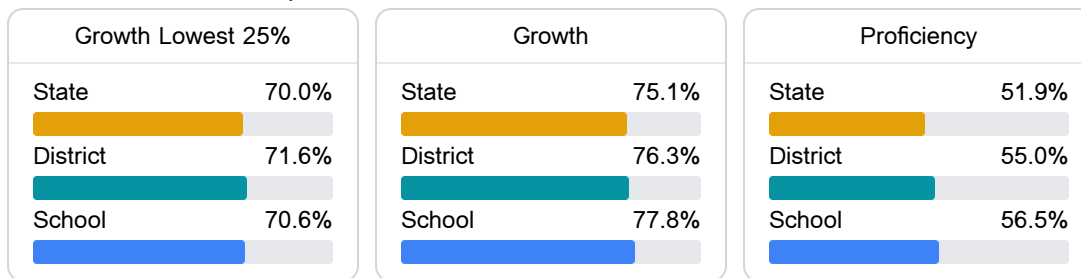 Growth Lowest 25%
State 70.0%
District 71.6%
School 70.6%
Growth
State 75.1%
District 76.3%
School 77.8%
Proficiency
State 51.9%
District 55.0%
School 56.5%